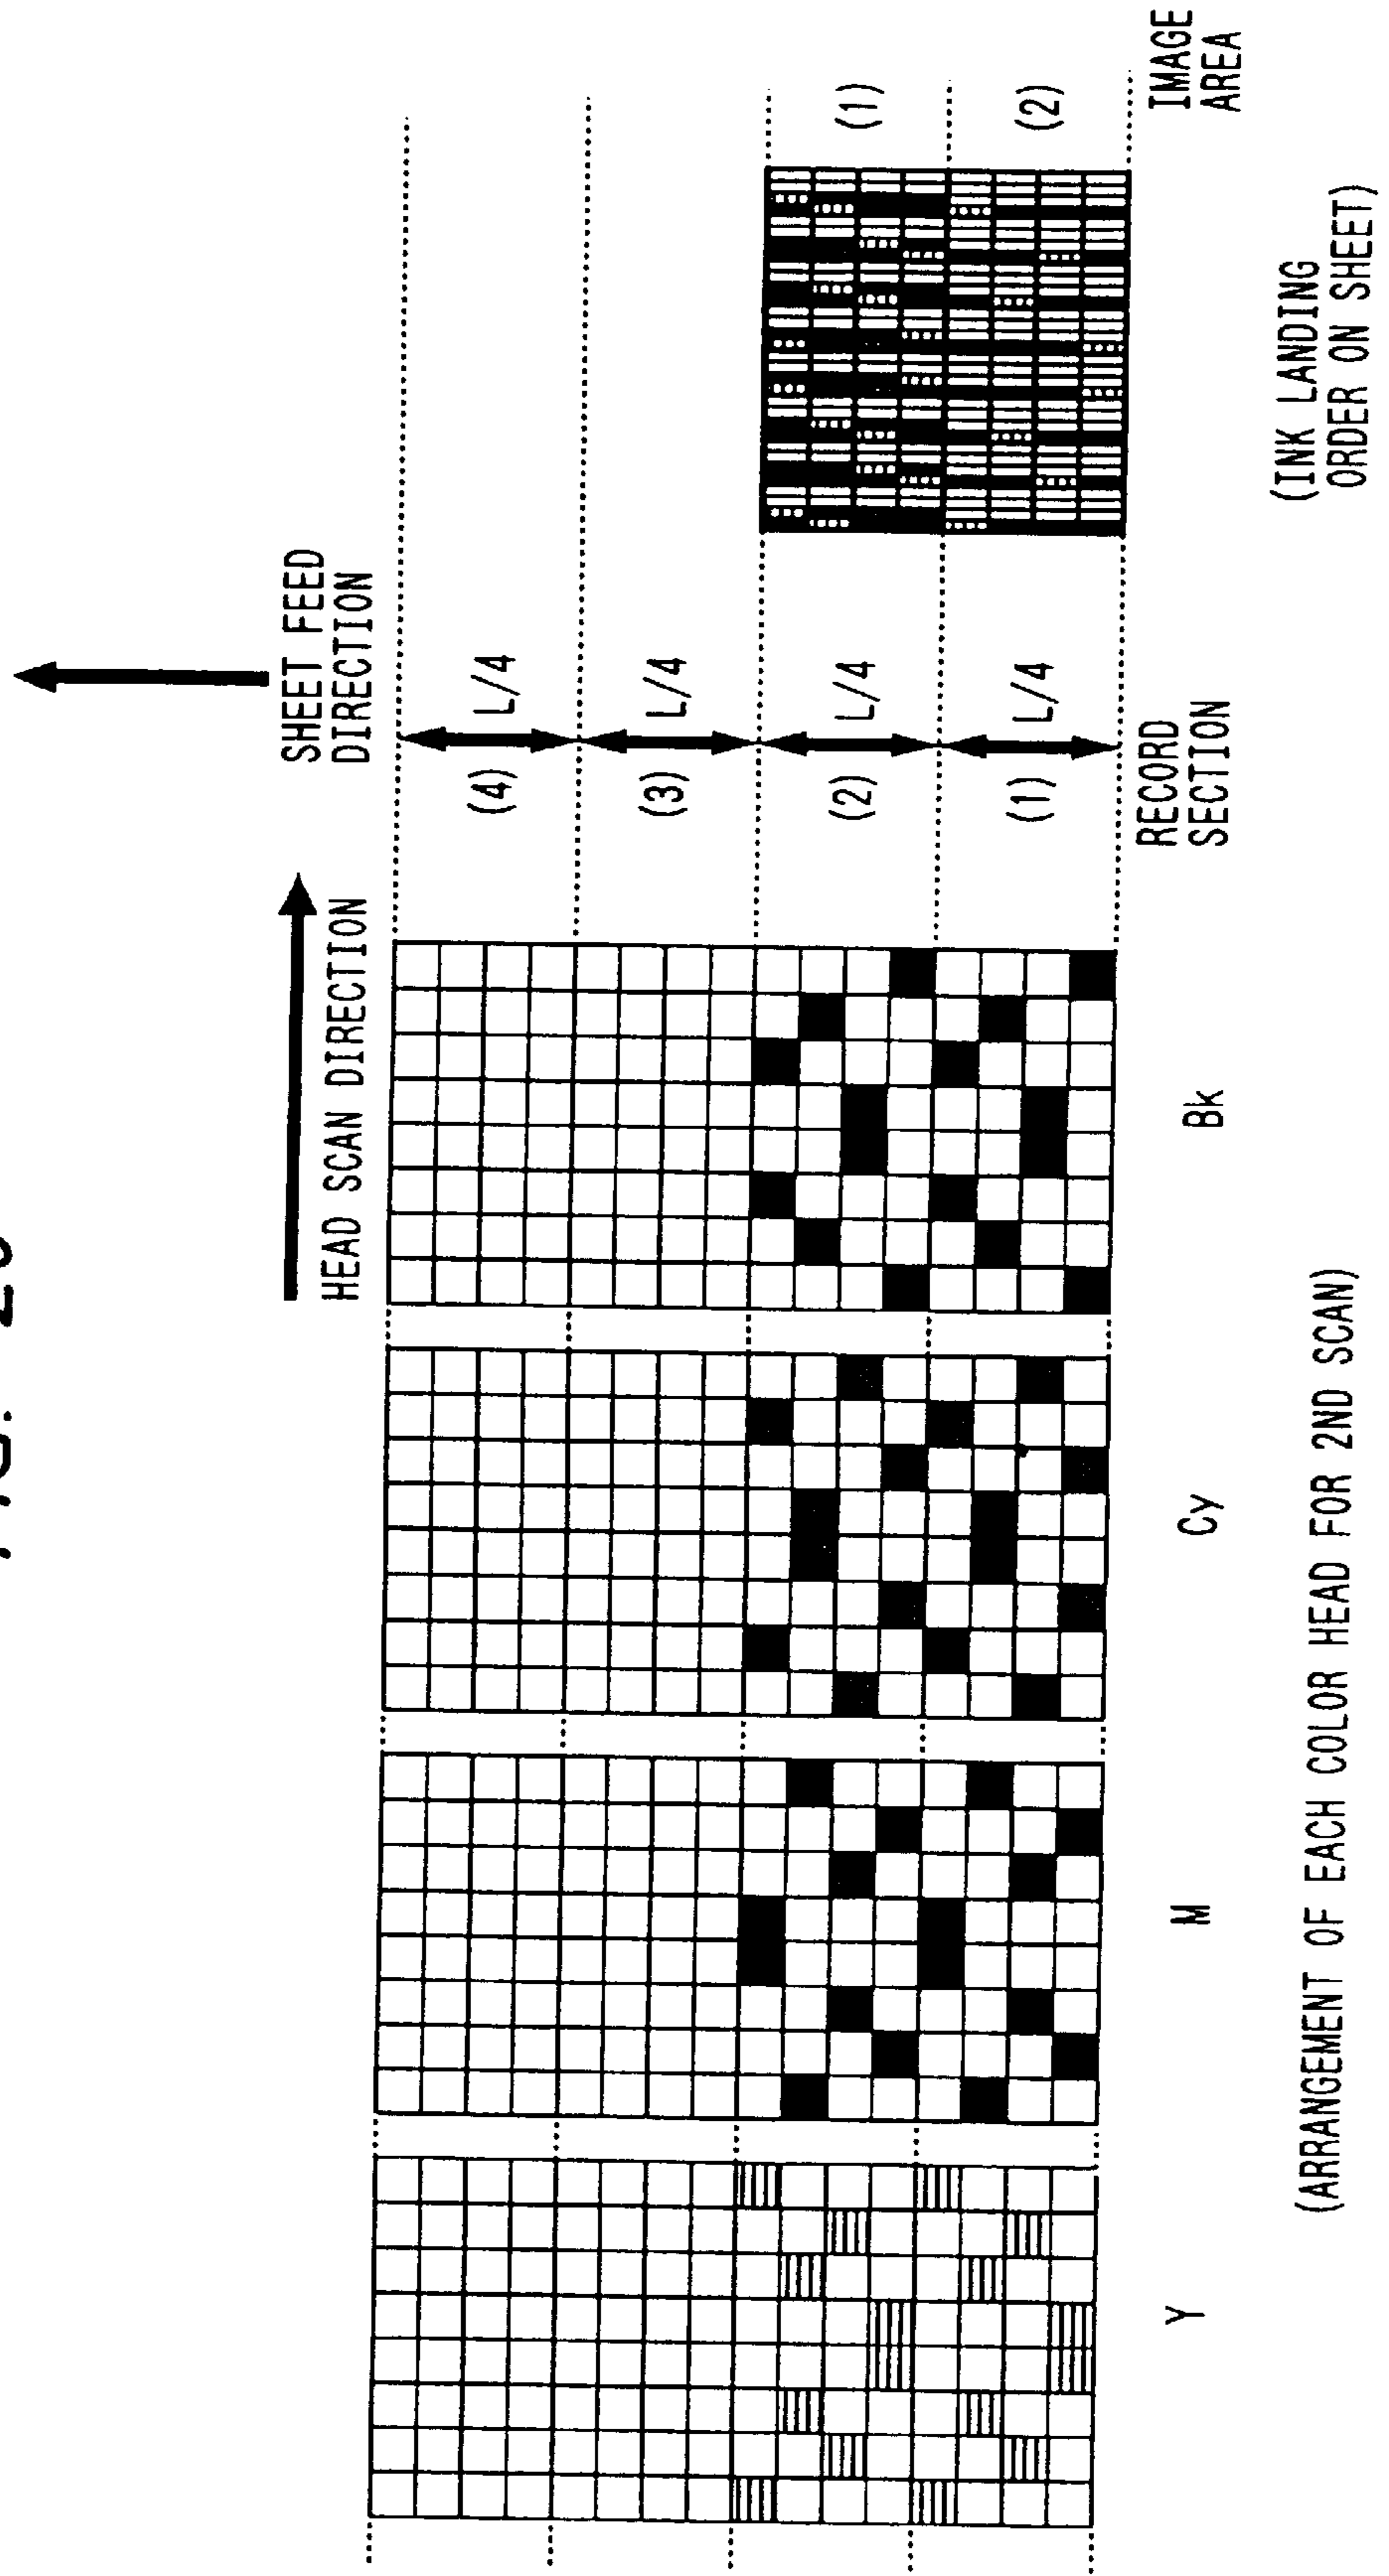 SHEET FEED
DIRECTION
HEAD SCAN DIRECTION
(4)
L/4
(3)
L/4
(2)
L/4
(1)
L/4
RECORD
SECTION
(1)
(2)
IMAGE
AREA
Y
M
Cy
Bk
(ARRANGEMENT OF EACH COLOR HEAD FOR 2ND SCAN)
(INK LANDING
ORDER ON SHEET)